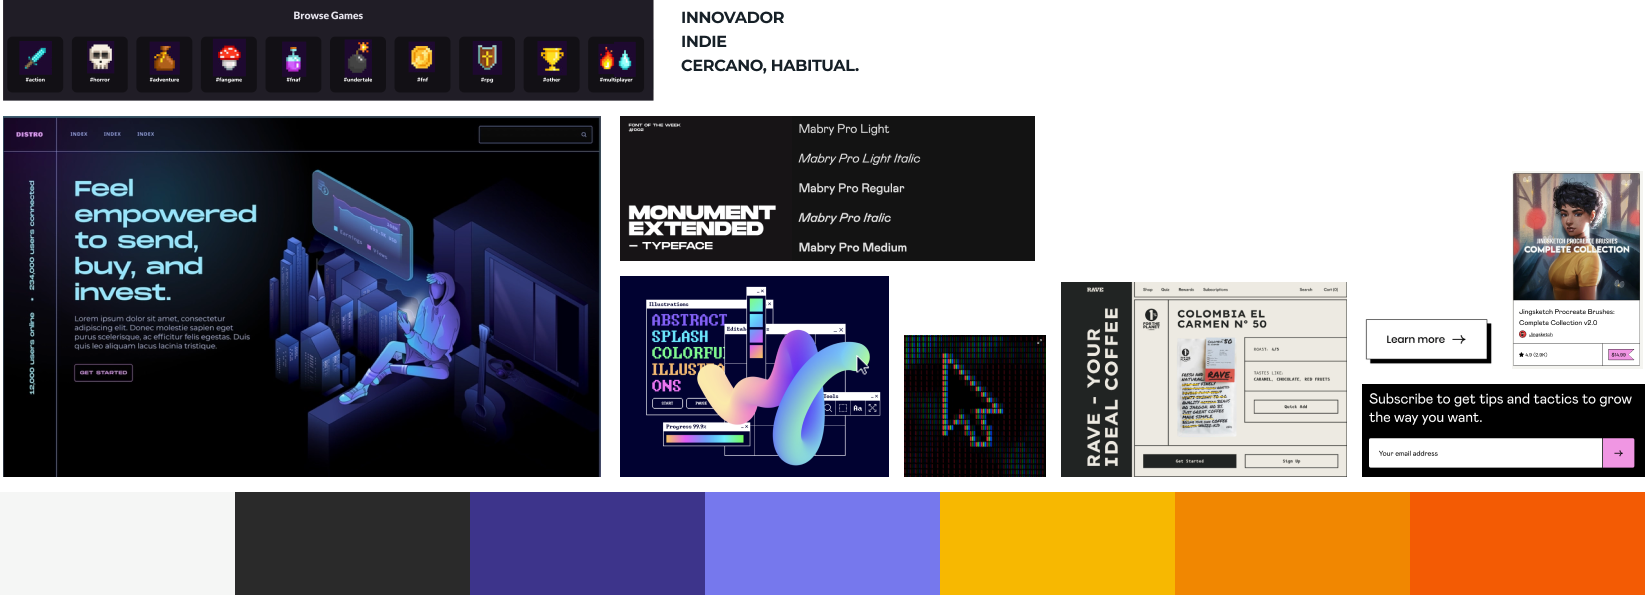 Browse Games
#action
#horror
#adventure
#fangame
#fnaf
#undertale
#fnf
#rpg
#other
#multiplayer
INNOVADOR
INDIE
CERCANO, HABITUAL.
DISTRO
INDEX
INDEX
INDEX
12,000 users online • 234,000 users connected
Feel
empowered
to send,
buy, and
invest.
Lorem ipsum dolor sit amet, consectetur
adipiscing elit. Donec molestie sapien eget
purus scelerisque, ac efficitur felis egestas. Duis
quis leo aliquam lacus lacinia tristique.
GET STARTED
FONT OF THE WEEK
MONUMENT
EXTENDED
– TYPEFACE
Mabry Pro Light
Mabry Pro Light Italic
Mabry Pro Regular
Mabry Pro Italic
Mabry Pro Medium
Illustrations
ABSTRACT
SPLASH
COLORFU
ILLUST
ONS
START
PAUSE
Progress 99.9%
Tools
Aa
RAVE
RAVE - YOUR
IDEAL COFFEE
Shop
Quiz
Rewards
Subscriptions
Search
Cart (0)
COLOMBIA EL
CARMEN Nº 50
ROAST: 4/5
TASTES LIKE:
CARAMEL, CHOCOLATE, RED FRUITS
Quick Add
Get Started
Sign Up
RAVE.
Learn more →
JINGSKETCH PROCREATE BRUSHES
COMPLETE COLLECTION
Jingsketch Procreate Brushes:
Complete Collection v2.0
Jingsketch
4.9 (2.9K)
$14.99
Subscribe to get tips and tactics to grow
the way you want.
Your email address